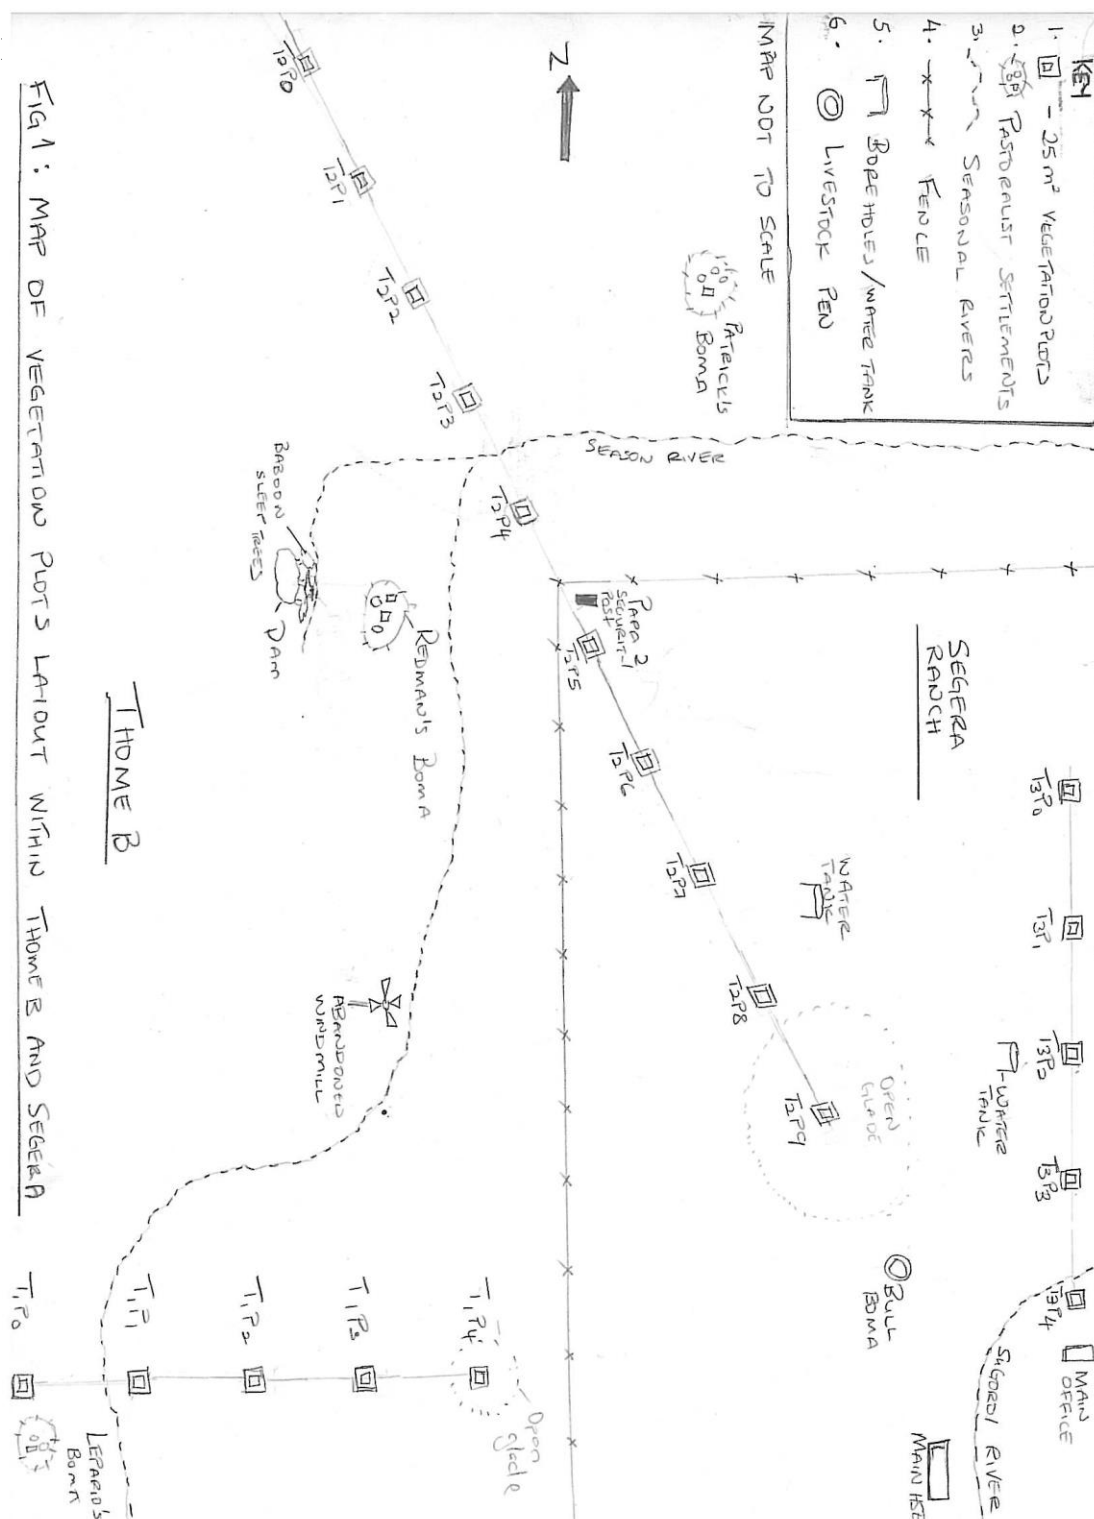 KEY
1. - 25m² VEGETATION PLOTS
2. PASTORALIST SETTLEMENTS
3. SEASONAL RIVERS
4. FENCE
5. BOREHOLES/WATER TANK
6. LIVESTOCK PEN
MAP NOT TO SCALE
N
PATRICK'S
BOMA
SEASON RIVER
SEGERA
RANCH
T3P0
T3P1
T3P2
T3P3
T3P4
WATER
TANK
WATER
TANK
MAIN
OFFICE
SUGOROI RIVER
MAIN HSE
BULL
BOMA
OPEN
GLADE
T2P0
T2P1
T2P2
T2P3
T2P4
T2P5
T2P6
T2P7
T2P8
T2P9
PAPA 2
SECURITY
POST
BABOON
SLEEP TREES
DAM
REDMAN'S BOMA
ABANDONED
WINDMILL
THOME B
T1P0
T1P1
T1P2
T1P3
T1P4
Open
glade
LEPARIO'S
BOMA
FIG 1: MAP OF VEGETATION PLOTS LAYOUT WITHIN THOME B AND SEGERA